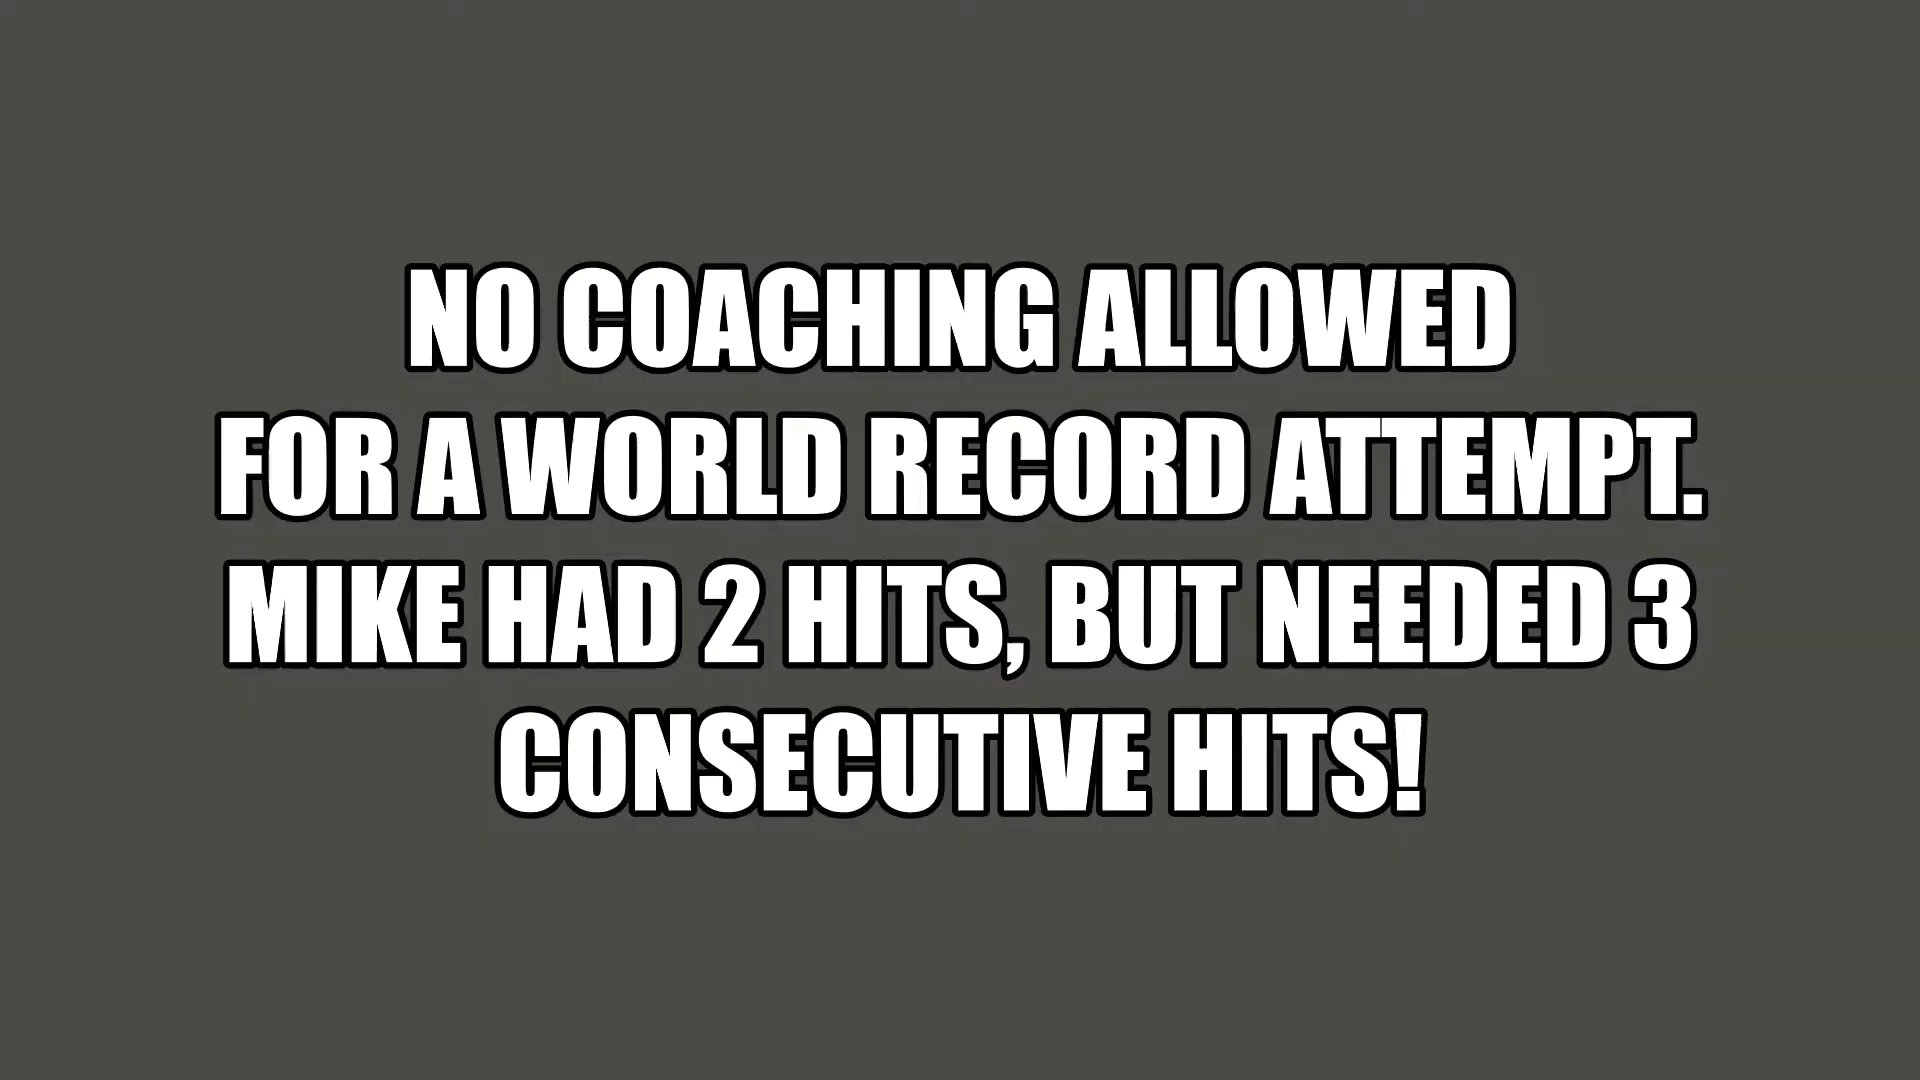 NO COACHING ALLOWED
FOR A WORLD RECORD ATTEMPT.
MIKE HAD 2 HITS, BUT NEEDED 3
CONSECUTIVE HITS!